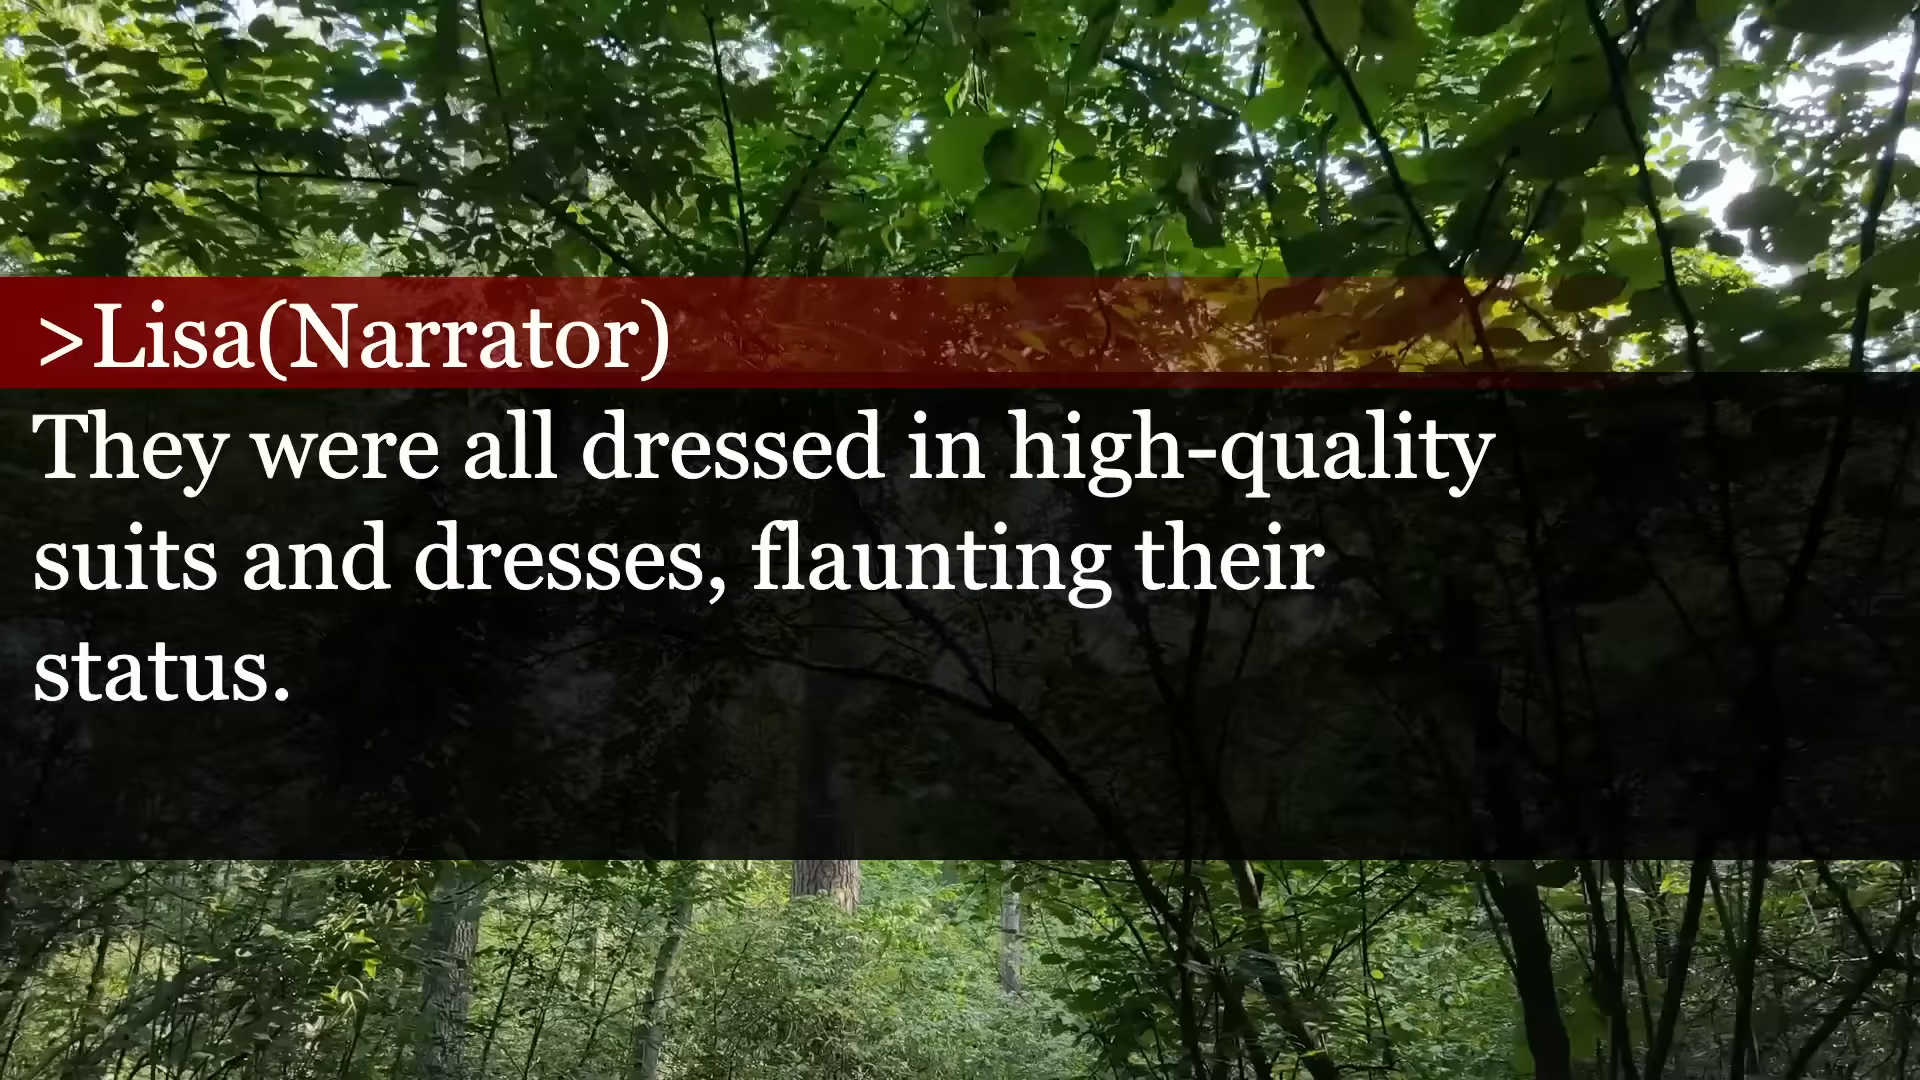 >Lisa(Narrator)
They were all dressed in high-quality
suits and dresses, flaunting their
status.